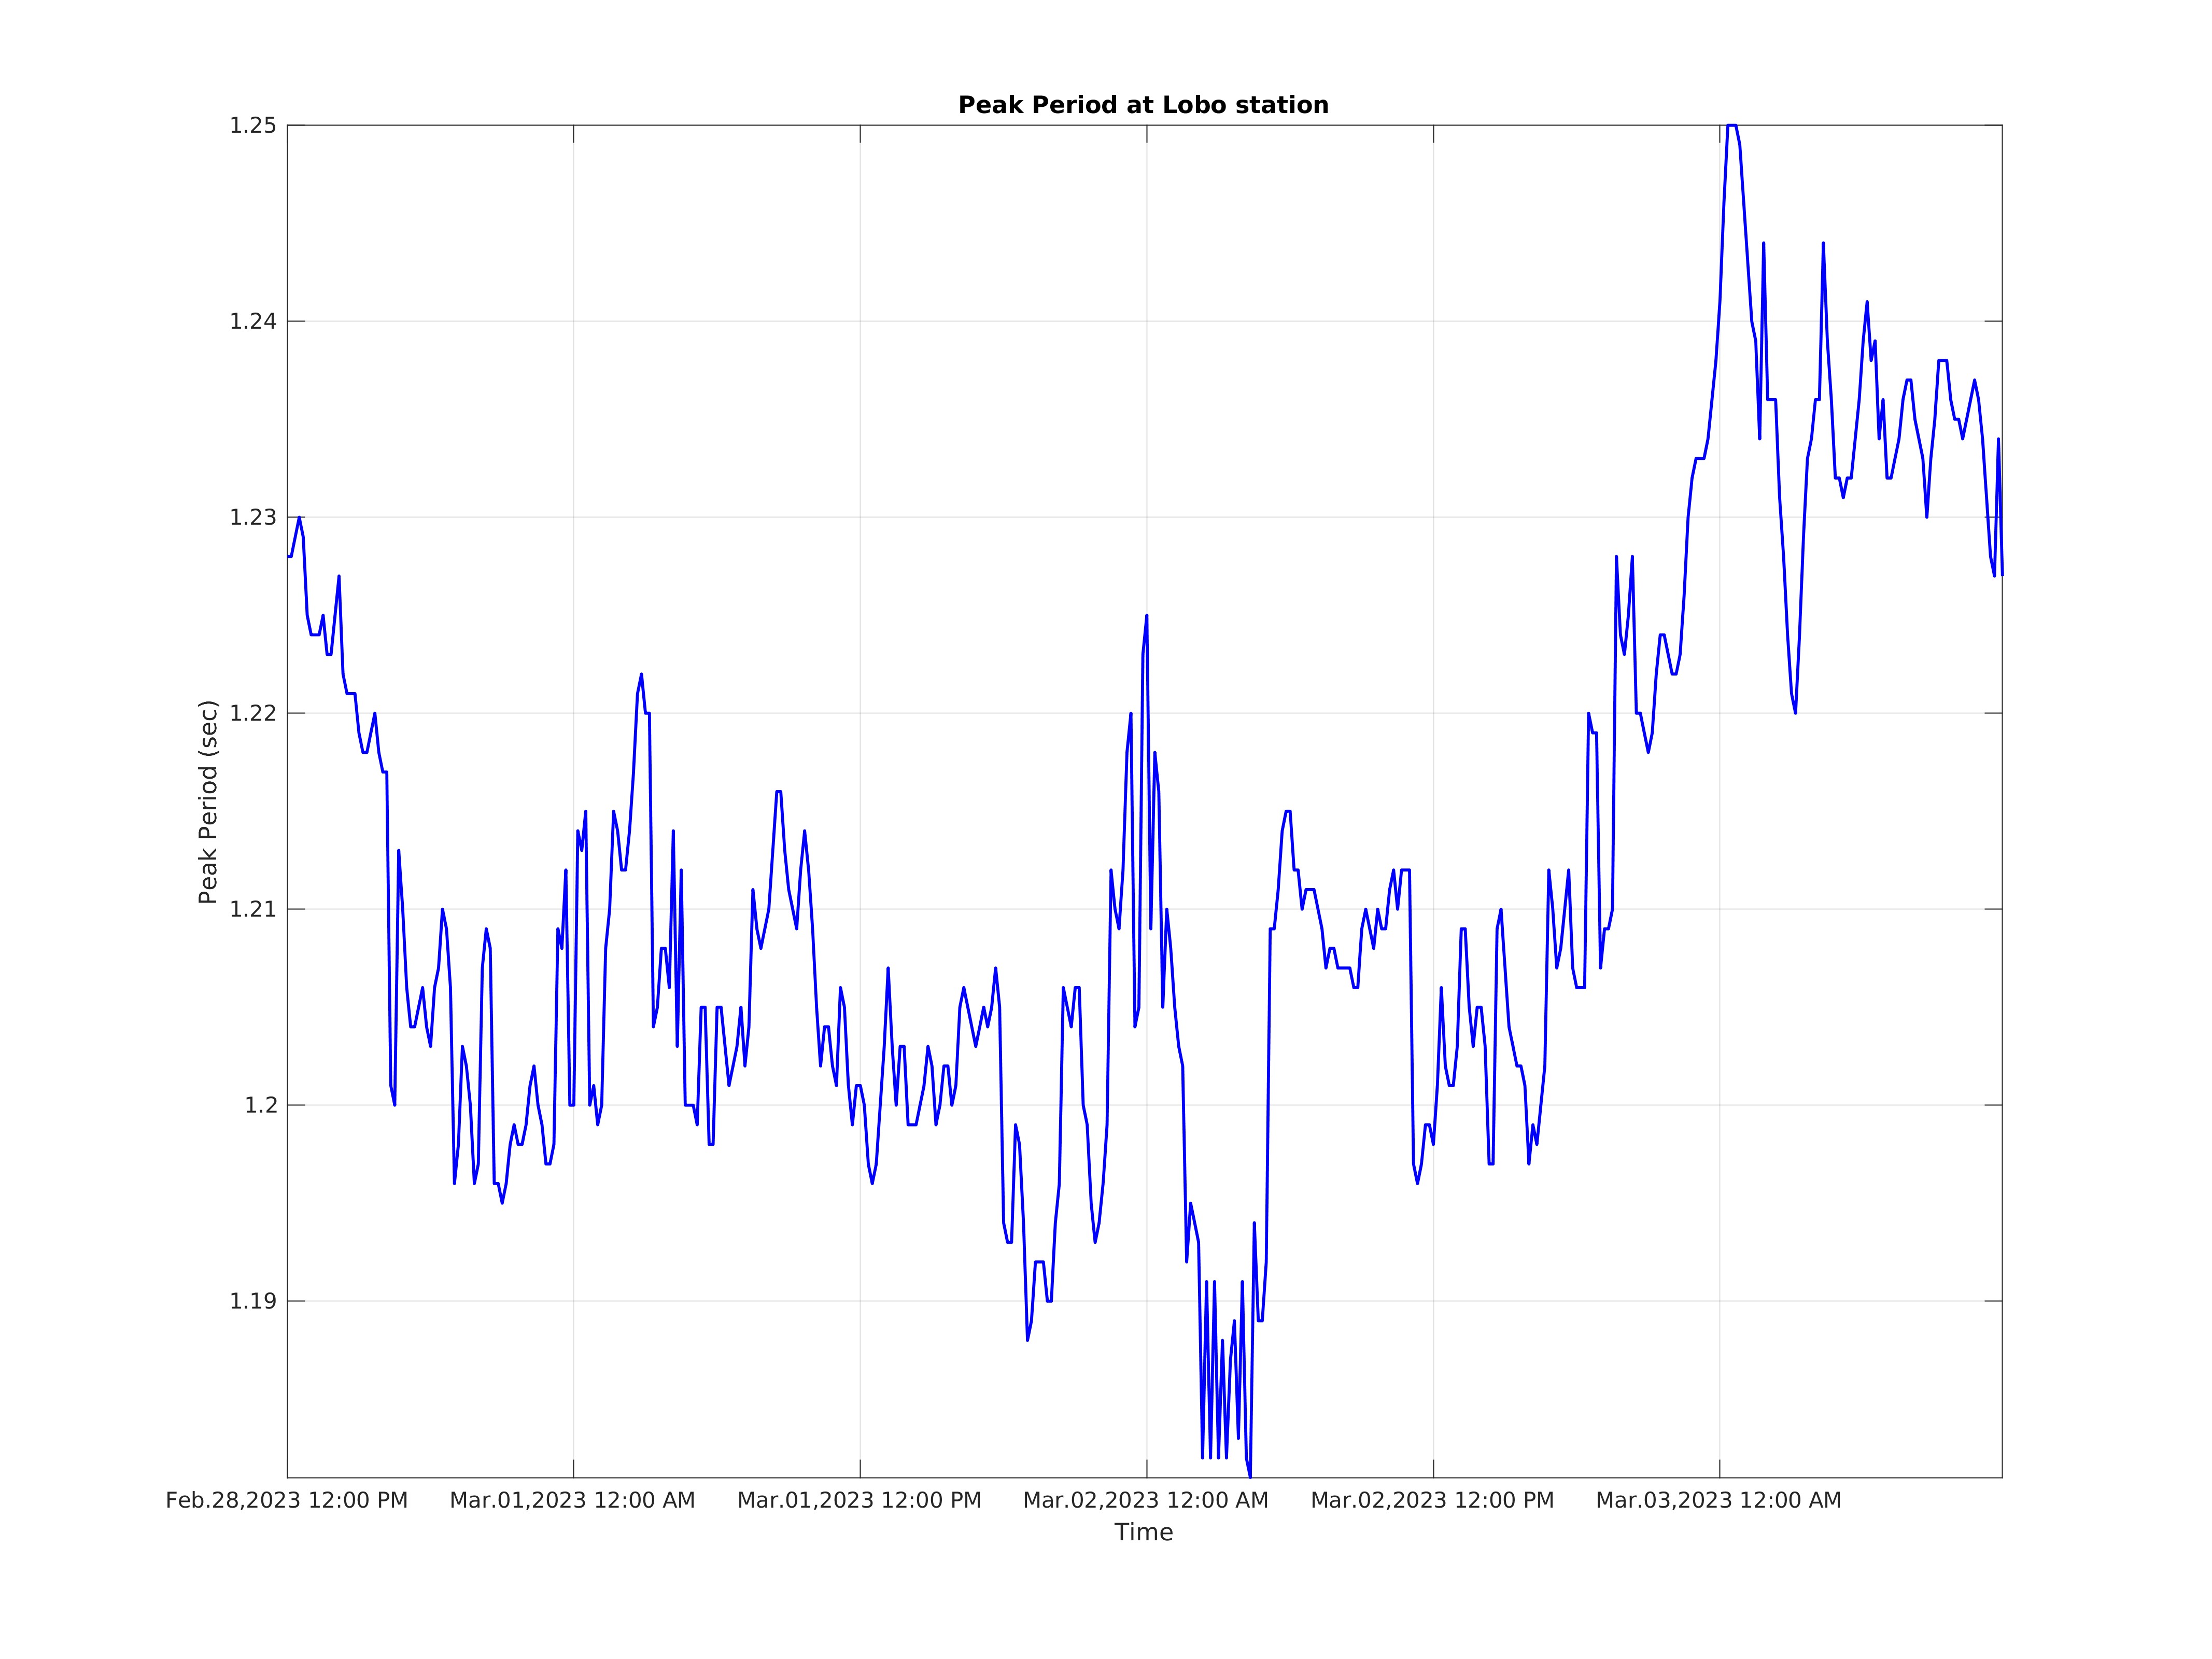 Peak Period at Lobo station
1.25
1.24
1.23
1.22
1.21
1.2
1.19
Peak Period (sec)
Feb.28,2023 12:00 PM Mar.01,2023 12:00 AM Mar.01,2023 12:00 PM Mar.02,2023 12:00 AM Mar.02,2023 12:00 PM Mar.03,2023 12:00 AM
Time